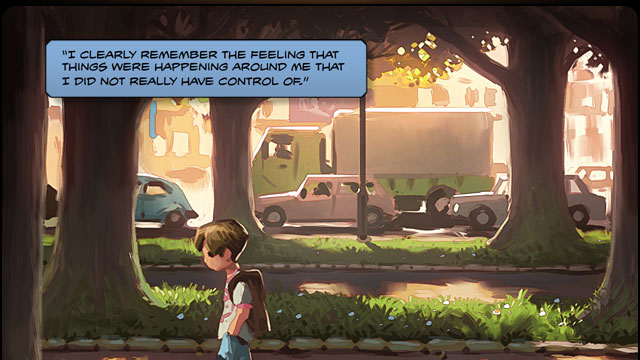 "I CLEARLY REMEMBER THE FEELING THAT
THINGS WERE HAPPENING AROUND ME THAT
I DID NOT REALLY HAVE CONTROL OF."